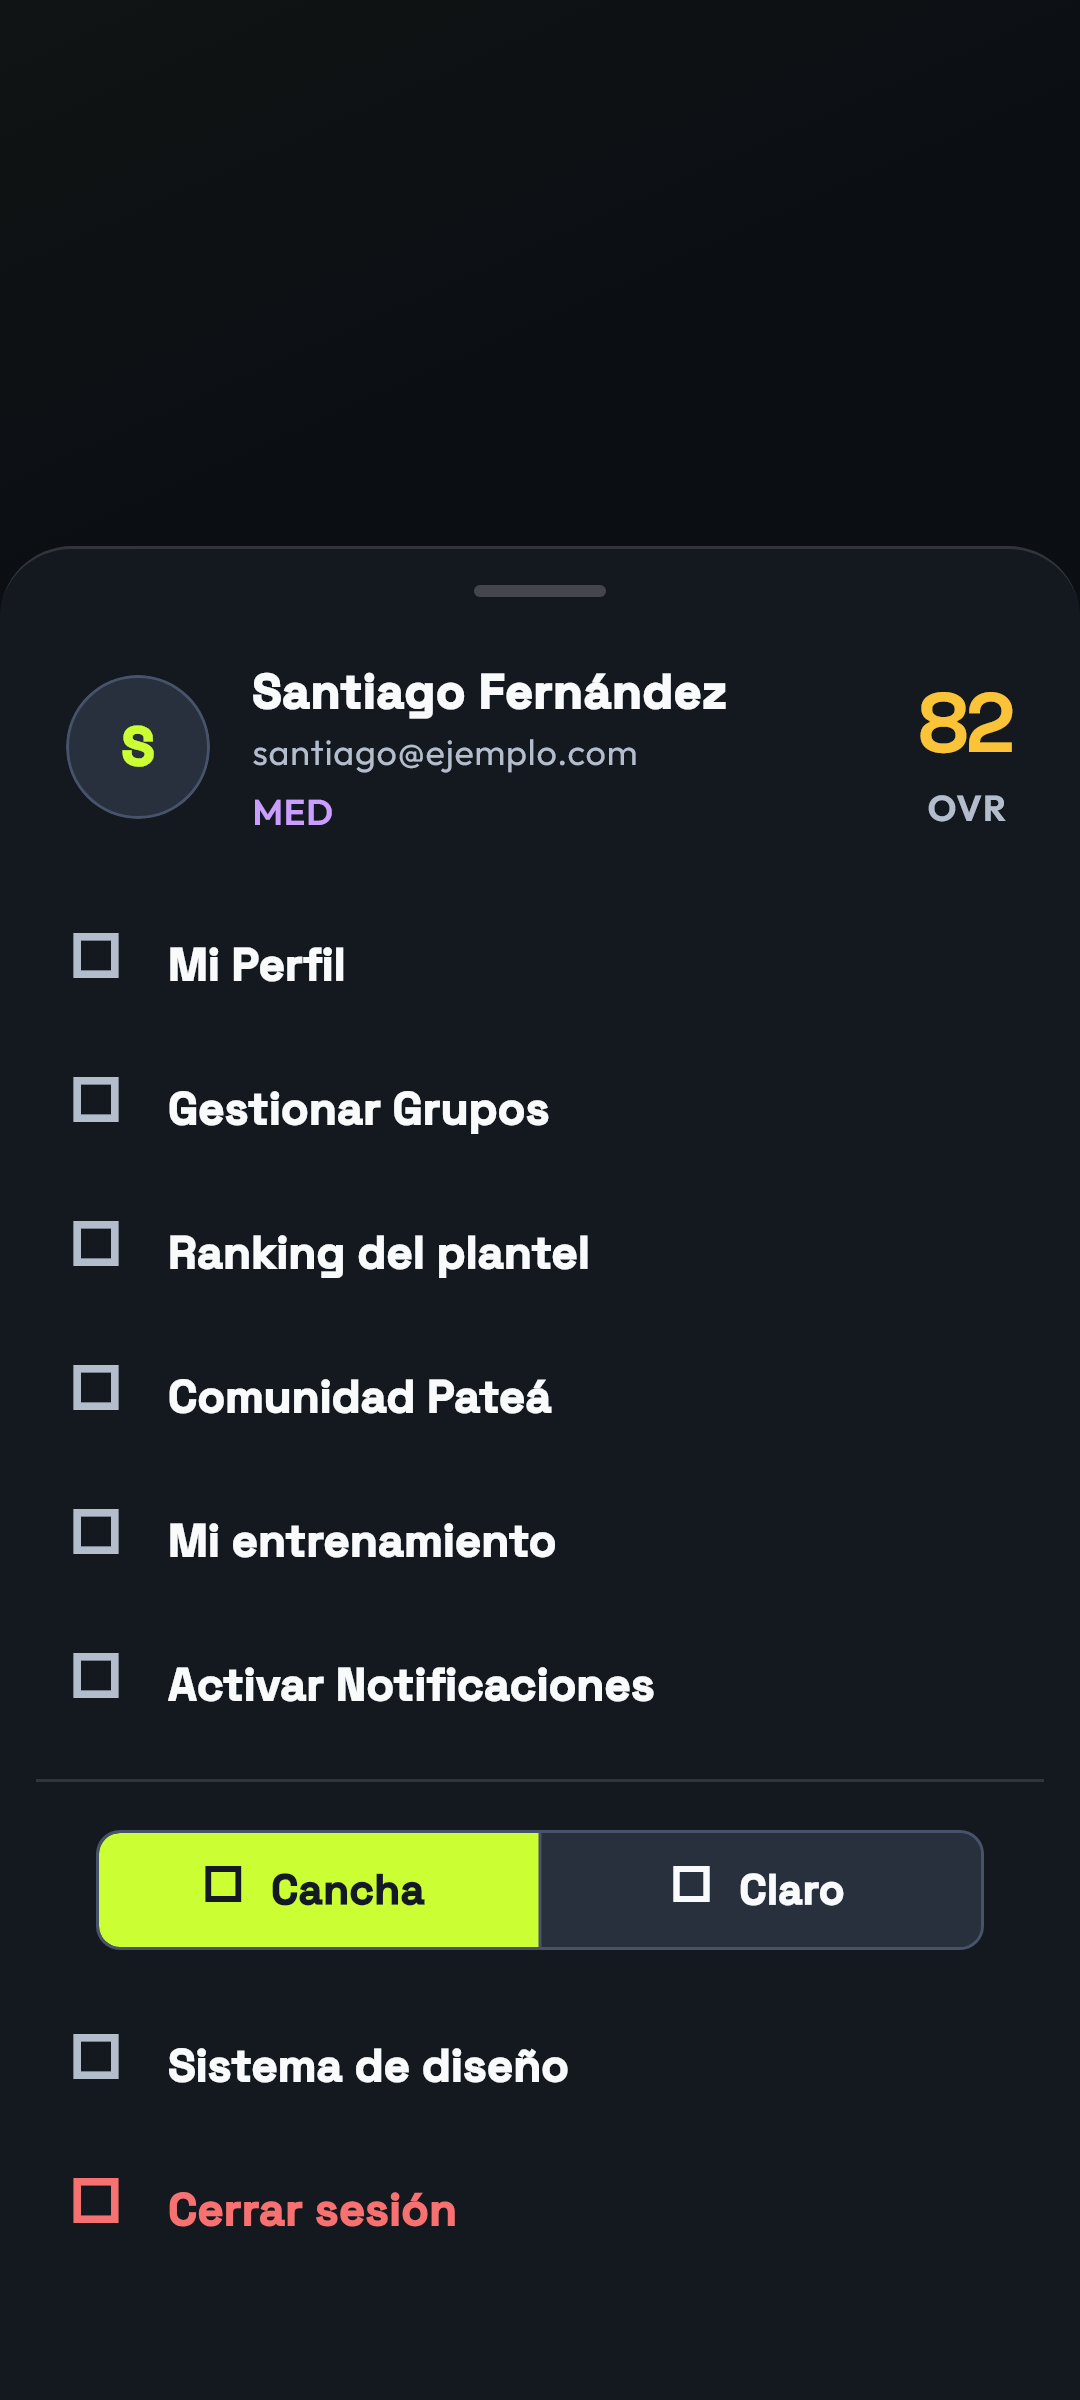 S
Santiago Fernández
santiago@ejemplo.com
MED
82
OVR
Mi Perfil
Gestionar Grupos
Ranking del plantel
Comunidad Pateá
Mi entrenamiento
Activar Notificaciones
Cancha
Claro
Sistema de diseño
Cerrar sesión